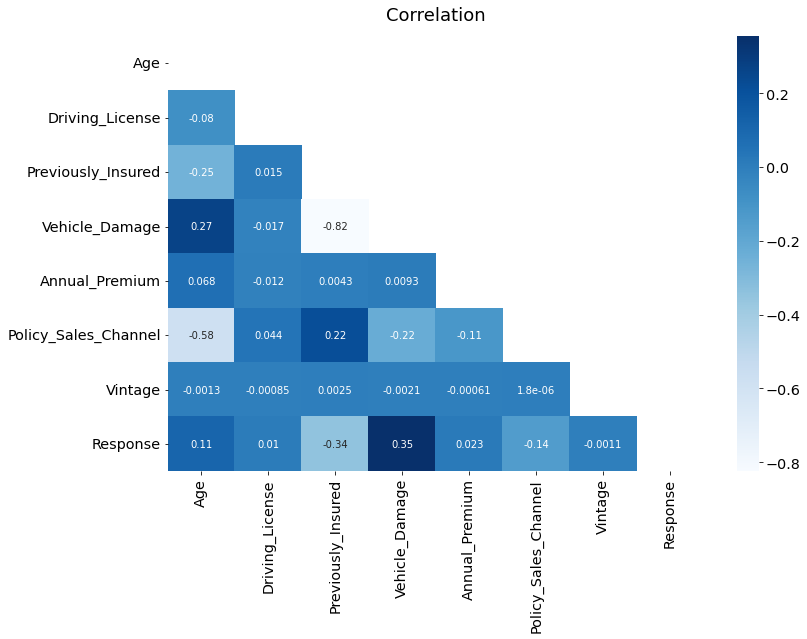 Correlation
Age
Driving_License -0.08
Previously_Insured -0.25 0.015
Vehicle_Damage 0.27 -0.017 -0.82
Annual_Premium 0.068 -0.012 0.0043 0.0093
Policy_Sales_Channel -0.58 0.044 0.22 -0.22 -0.11
Vintage -0.0013 -0.00085 0.0025 -0.0021 -0.00061 1.8e-06
Response 0.11 0.01 -0.34 0.35 0.023 -0.14 -0.0011
Age
Driving_License
Previously_Insured
Vehicle_Damage
Annual_Premium
Policy_Sales_Channel
Vintage
Response
0.2
0.0
−0.2
−0.4
−0.6
−0.8